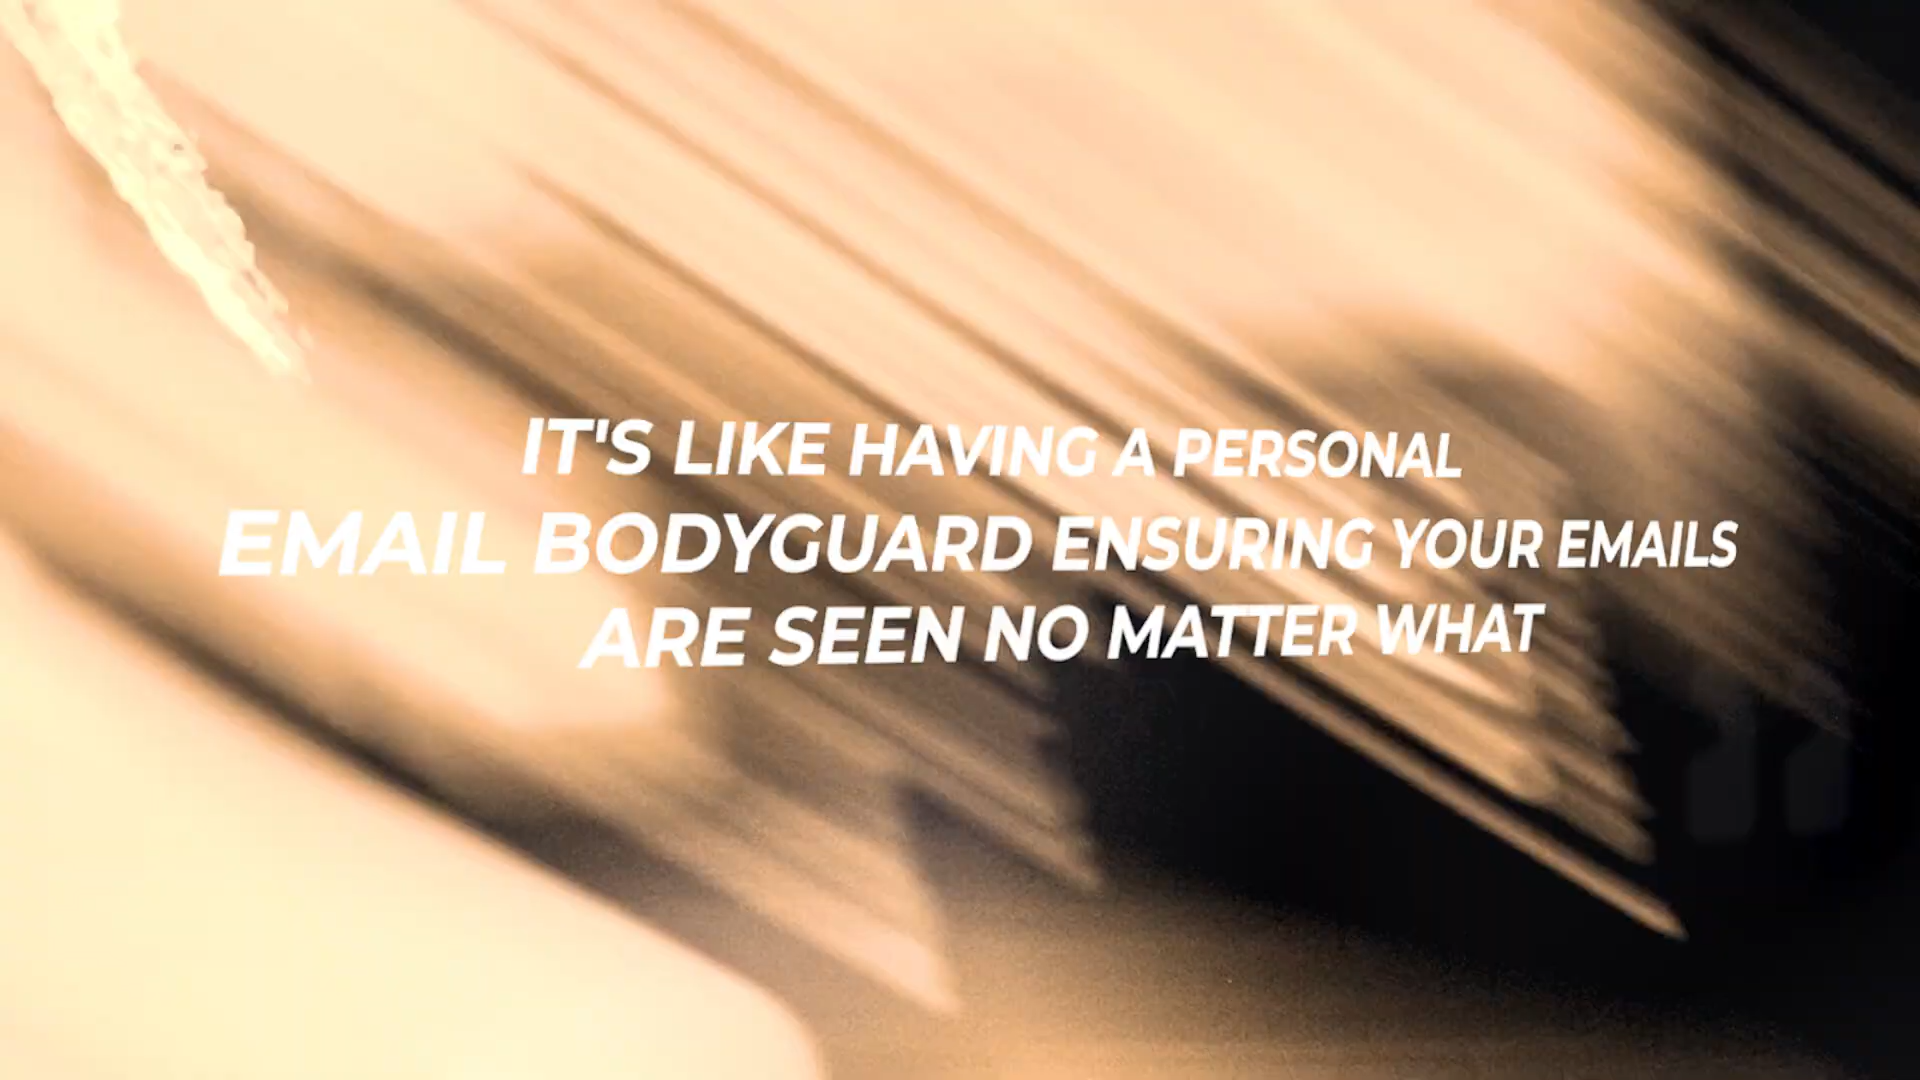 IT'S LIKE HAVING A PERSONAL
EMAIL BODYGUARD ENSURING YOUR EMAILS
ARE SEEN NO MATTER WHAT